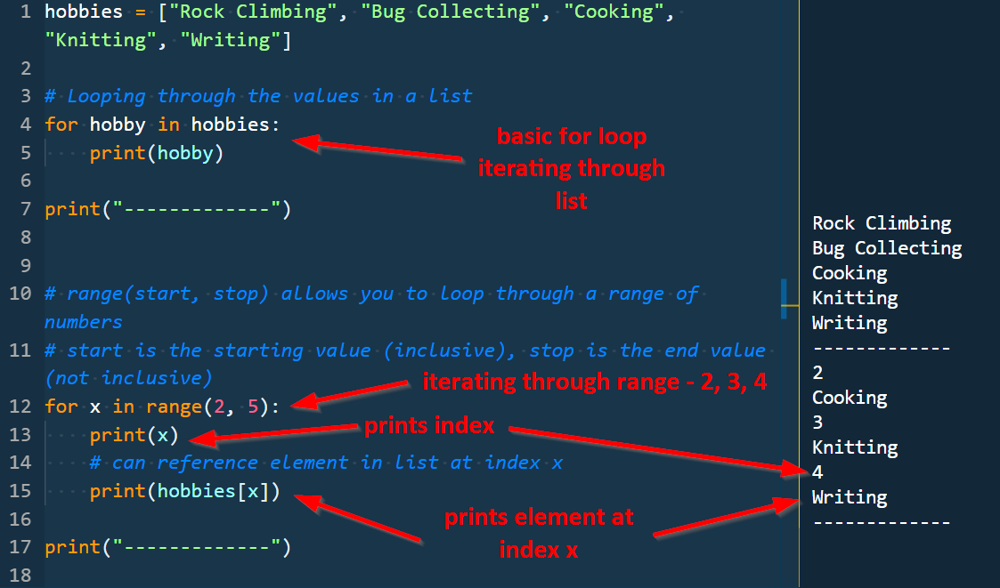 1 hobbies = ["Rock Climbing", "Bug Collecting", "Cooking",
"Knitting", "Writing"]
2
3 # Looping through the values in a list
4 for hobby in hobbies:
5 print(hobby)
6
7 print("-------------")
8
9
10 # range(start, stop) allows you to loop through a range of
numbers
11 # start is the starting value (inclusive), stop is the end value
(not inclusive)
12 for x in range(2, 5):
13 print(x)
14 # can reference element in list at index x
15 print(hobbies[x])
16
17 print("-------------")
18
basic for loop
iterating through
list
iterating through range - 2, 3, 4
prints index
prints element at
index x
Rock Climbing
Bug Collecting
Cooking
Knitting
Writing
-------------
2
Cooking
3
Knitting
4
Writing
-------------